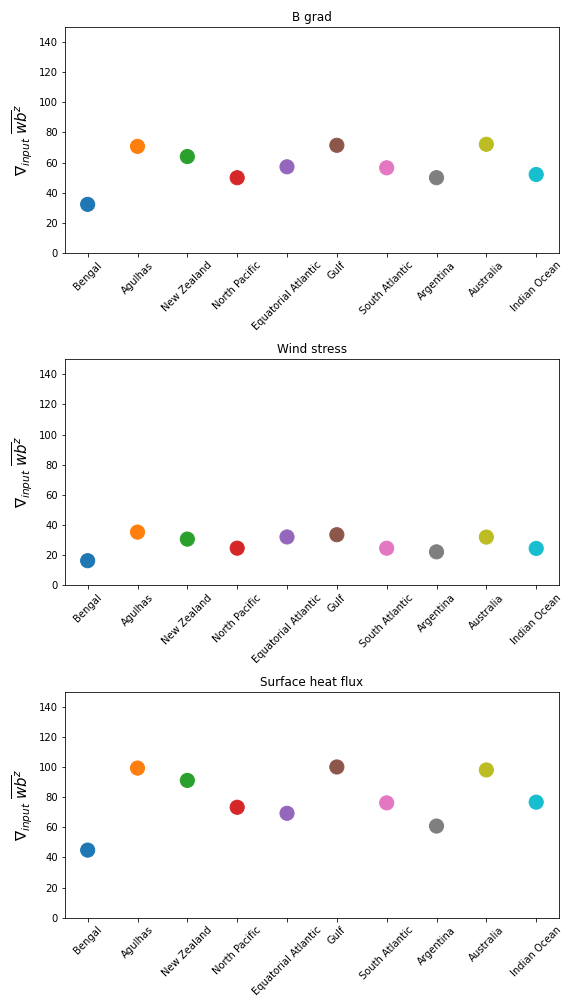 B grad
140
120
100
80
60
40
20
0
∇input wb^z
Bengal
Agulhas
New Zealand
North Pacific
Equatorial Atlantic
Gulf
South Atlantic
Argentina
Australia
Indian Ocean
Wind stress
140
120
100
80
60
40
20
0
∇input wb^z
Bengal
Agulhas
New Zealand
North Pacific
Equatorial Atlantic
Gulf
South Atlantic
Argentina
Australia
Indian Ocean
Surface heat flux
140
120
100
80
60
40
20
0
∇input wb^z
Bengal
Agulhas
New Zealand
North Pacific
Equatorial Atlantic
Gulf
South Atlantic
Argentina
Australia
Indian Ocean